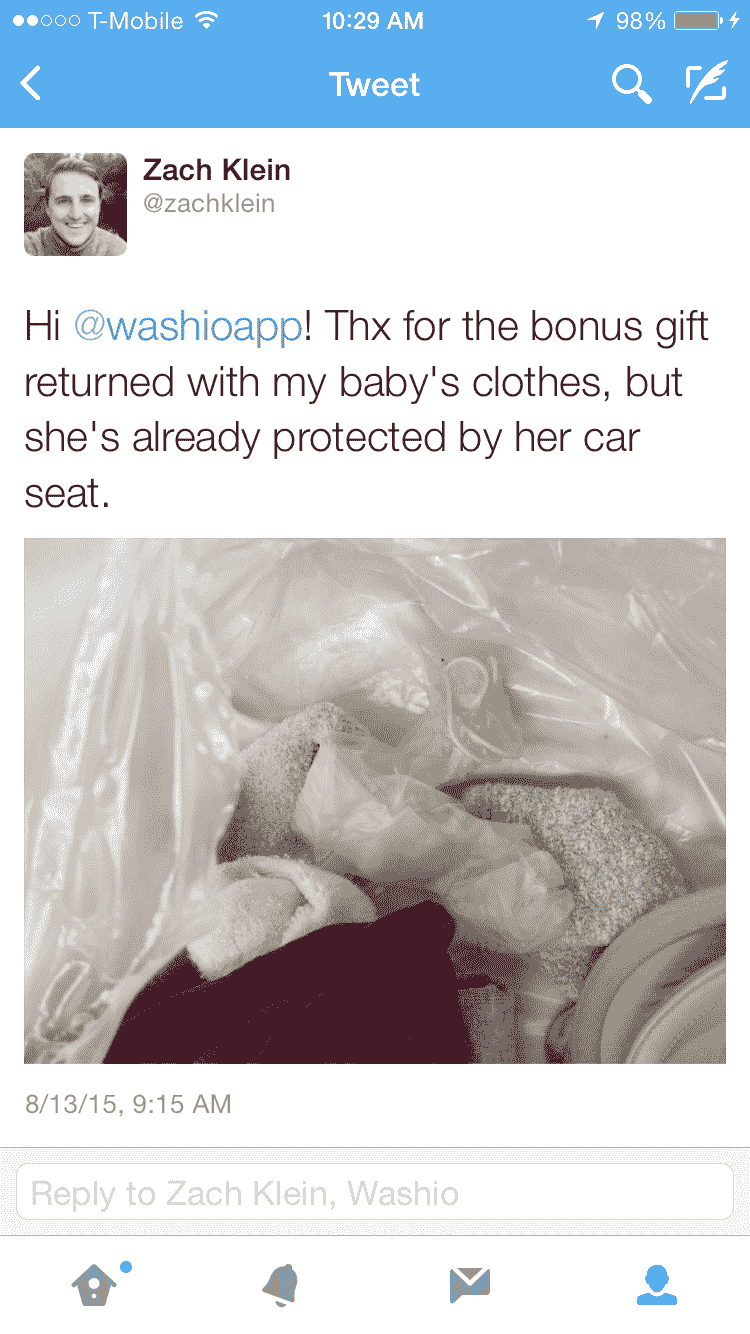 T-Mobile 10:29 AM 98%
Tweet
Zach Klein
@zachklein
Hi @washioapp! Thx for the bonus gift
returned with my baby's clothes, but
she's already protected by her car
seat.
8/13/15, 9:15 AM
Reply to Zach Klein, Washio